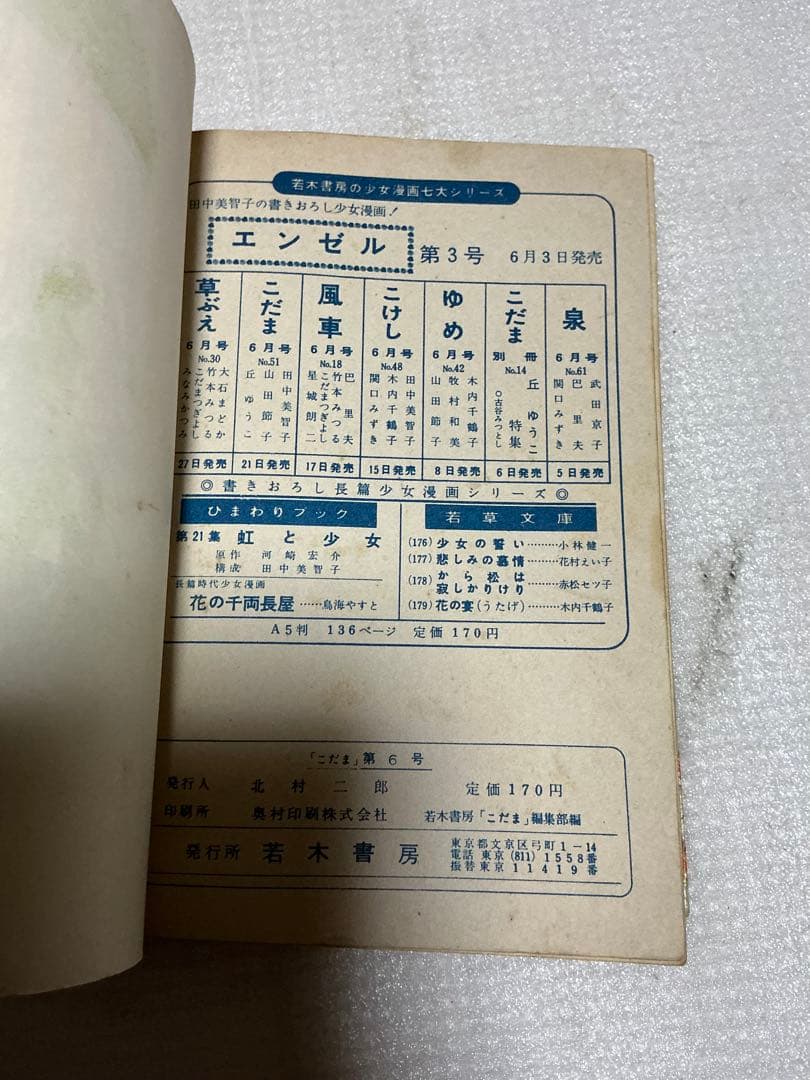 若木書房の少女漫画七大シリーズ
田中美智子の書きおろし少女漫画!
エンゼル 第3号 6月3日発売
泉 6月号 No.61 武田京子 巴里夫 関口みずき 5日発売
こだま 別冊 No.14 丘ゆうこ特集 ○古谷みつとし 6日発売
ゆめ 6月号 No.42 木内千鶴子 牧村和美 山田節子 8日発売
こけし 6月号 No.48 田中美智子 木内千鶴子 関口みずき 15日発売
風車 6月号 No.18 巴里夫 竹本みつる こだまつぎよし 星城朗二 17日発売
こだま 6月号 No.51 田中美智子 山田節子 丘ゆうこ 21日発売
草ぶえ 6月号 No.30 大石まどか 竹本みつる こだまつぎよし みなみかつみ 27日発売
◎書きおろし長篇少女漫画シリーズ◎
ひまわりブック
第21集 虹と少女
原作 河崎宏介
構成 田中美智子
長篇時代少女漫画
花の千両長屋……鳥海やすと
若草文庫
(176) 少女の誓い………小林健一
(177) 悲しみの慕情………花村えい子
(178) から松は寂しかりけり………赤松セツ子
(179) 花の宴(うたげ)………木内千鶴子
A5判 136ページ 定価170円
「こだま」第6号
発行人 北村二郎 定価170円
印刷所 奥村印刷株式会社 若木書房「こだま」編集部編
発行所 若木書房
東京都文京区弓町1-14
電話 東京(811)1558番
振替東京11419番